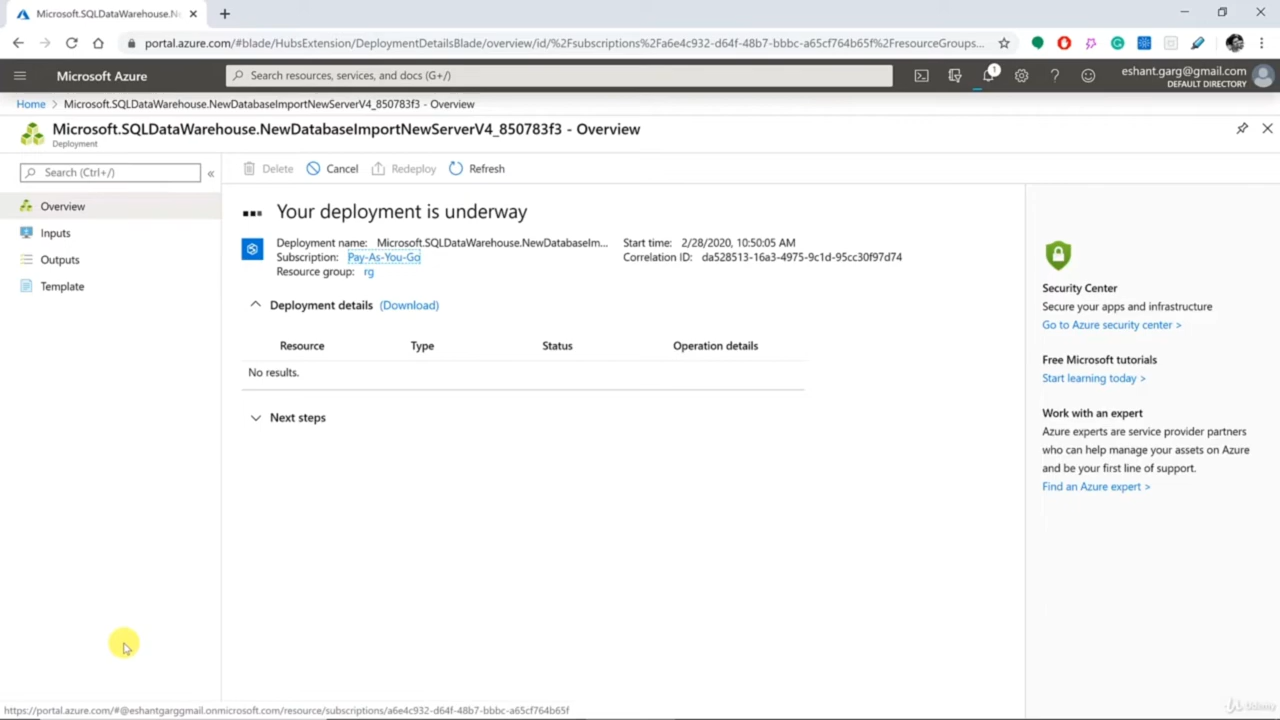 Microsoft.SQLDataWarehouse.Ne
portal.azure.com/#blade/HubsExtension/DeploymentDetailsBlade/overview/id/%2Fsubscriptions%2Fa6e4c932-d64f-48b7-bbbc-a65cf764b65f%2FresourceGroups...
Microsoft Azure
Search resources, services, and docs (G+/)
1
eshant.garg@gmail.com
DEFAULT DIRECTORY
Home > Microsoft.SQLDataWarehouse.NewDatabaseImportNewServerV4_850783f3 - Overview
Microsoft.SQLDataWarehouse.NewDatabaseImportNewServerV4_850783f3 - Overview
Deployment
Search (Ctrl+/)
«
Delete Cancel Redeploy Refresh
Overview
Inputs
Outputs
Template
Your deployment is underway
Deployment name: Microsoft.SQLDataWarehouse.NewDatabaseIm...
Subscription: Pay-As-You-Go
Resource group: rg
Start time: 2/28/2020, 10:50:05 AM
Correlation ID: da528513-16a3-4975-9c1d-95cc30f97d74
Deployment details (Download)
Resource Type Status Operation details
No results.
Next steps
Security Center
Secure your apps and infrastructure
Go to Azure security center >
Free Microsoft tutorials
Start learning today >
Work with an expert
Azure experts are service provider partners
who can help manage your assets on Azure
and be your first line of support.
Find an Azure expert >
https://portal.azure.com/#@eshantgarggmail.onmicrosoft.com/resource/subscriptions/a6e4c932-d64f-48b7-bbbc-a65cf764b65f
Udemy